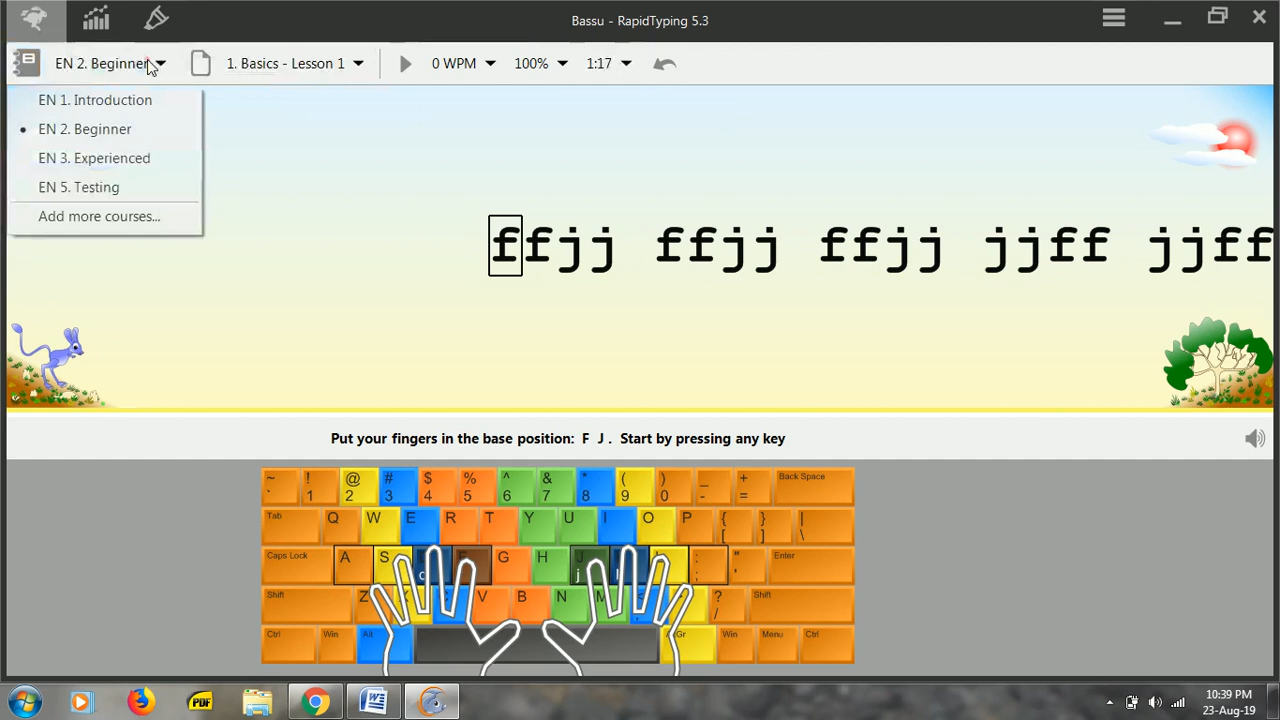 Bassu - RapidTyping 5.3
EN 2. Beginner
1. Basics - Lesson 1
0 WPM
100%
1:17
EN 1. Introduction
EN 2. Beginner
EN 3. Experienced
EN 5. Testing
Add more courses...
ffjj ffjj ffjj jjff jjff
Put your fingers in the base position: F J . Start by pressing any key
~ ! @ # $ % ^ & * ( ) _ + Back Space
` 1 2 3 4 5 6 7 8 9 0 - =
Tab Q W E R T Y U I O P { } |
[ ] \
Caps Lock A S F G H J : " Enter
j ; '
Shift Z V B N M ? Shift
/
Ctrl Win Alt Gr Win Menu Ctrl
PDF
W
10:39 PM
23-Aug-19